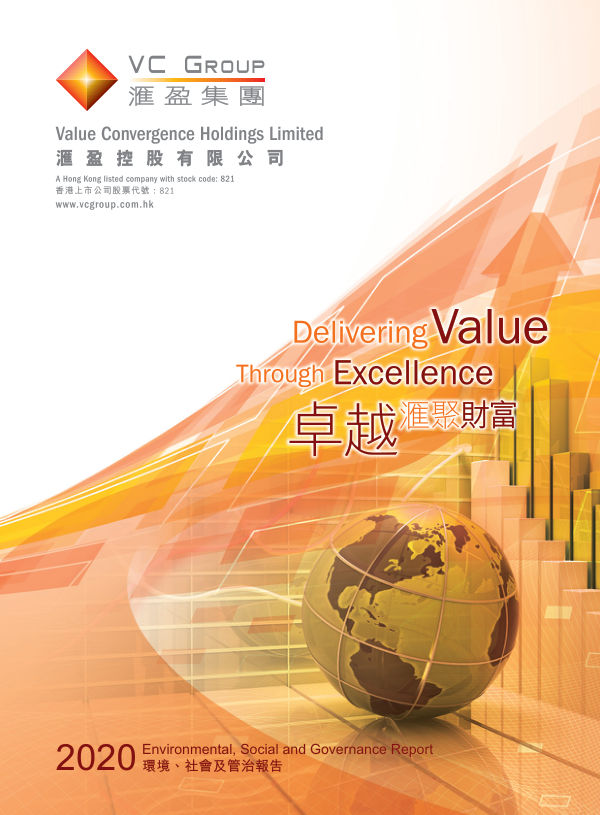 VC GROUP
滙盈集團
Value Convergence Holdings Limited
滙盈控股有限公司
A Hong Kong listed company with stock code: 821
香港上市公司股票代號：821
www.vcgroup.com.hk
Delivering Value
Through Excellence
卓越滙聚財富
2020 Environmental, Social and Governance Report
環境、社會及管治報告